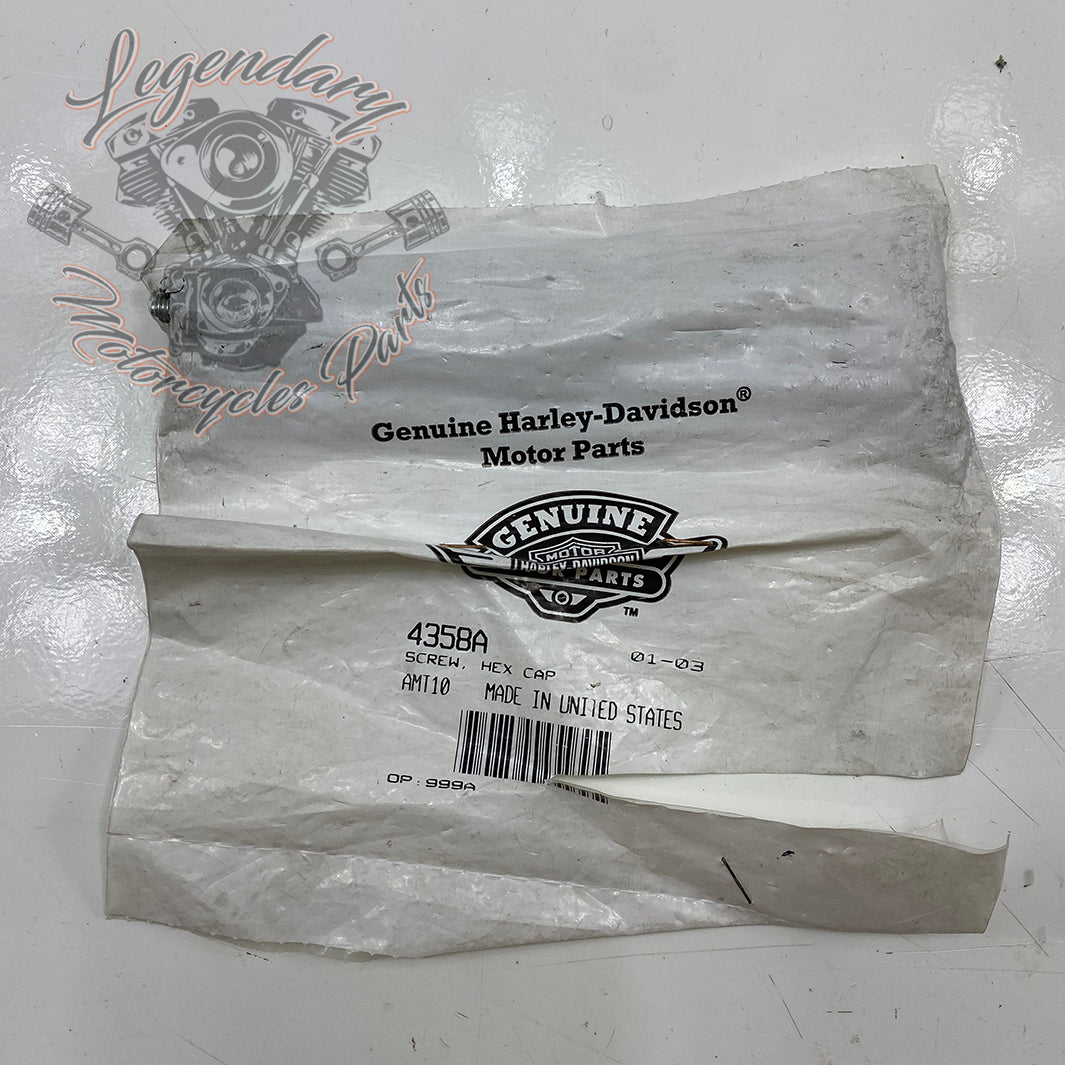 Legendary
Motorcycles Parts
Genuine Harley-Davidson®
Motor Parts
GENUINE
MOTOR
HARLEY-DAVIDSON
PARTS
TM
4358A
01-03
SCREW, HEX CAP
AMT10 MADE IN UNITED STATES
OP:999A